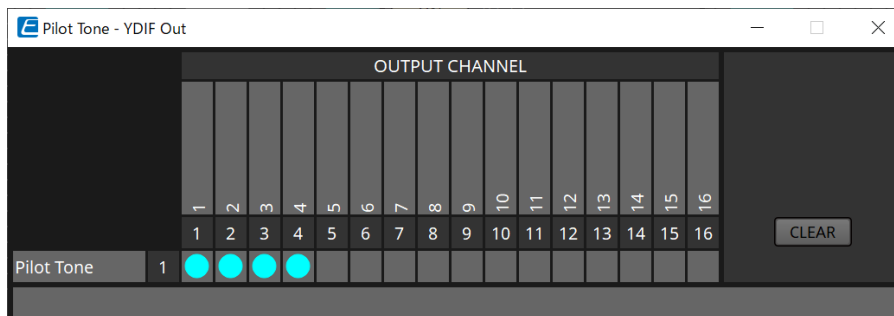 Pilot Tone - YDIF Out
OUTPUT CHANNEL
1 2 3 4 5 6 7 8 9 10 11 12 13 14 15 16
1 2 3 4 5 6 7 8 9 10 11 12 13 14 15 16
CLEAR
Pilot Tone 1